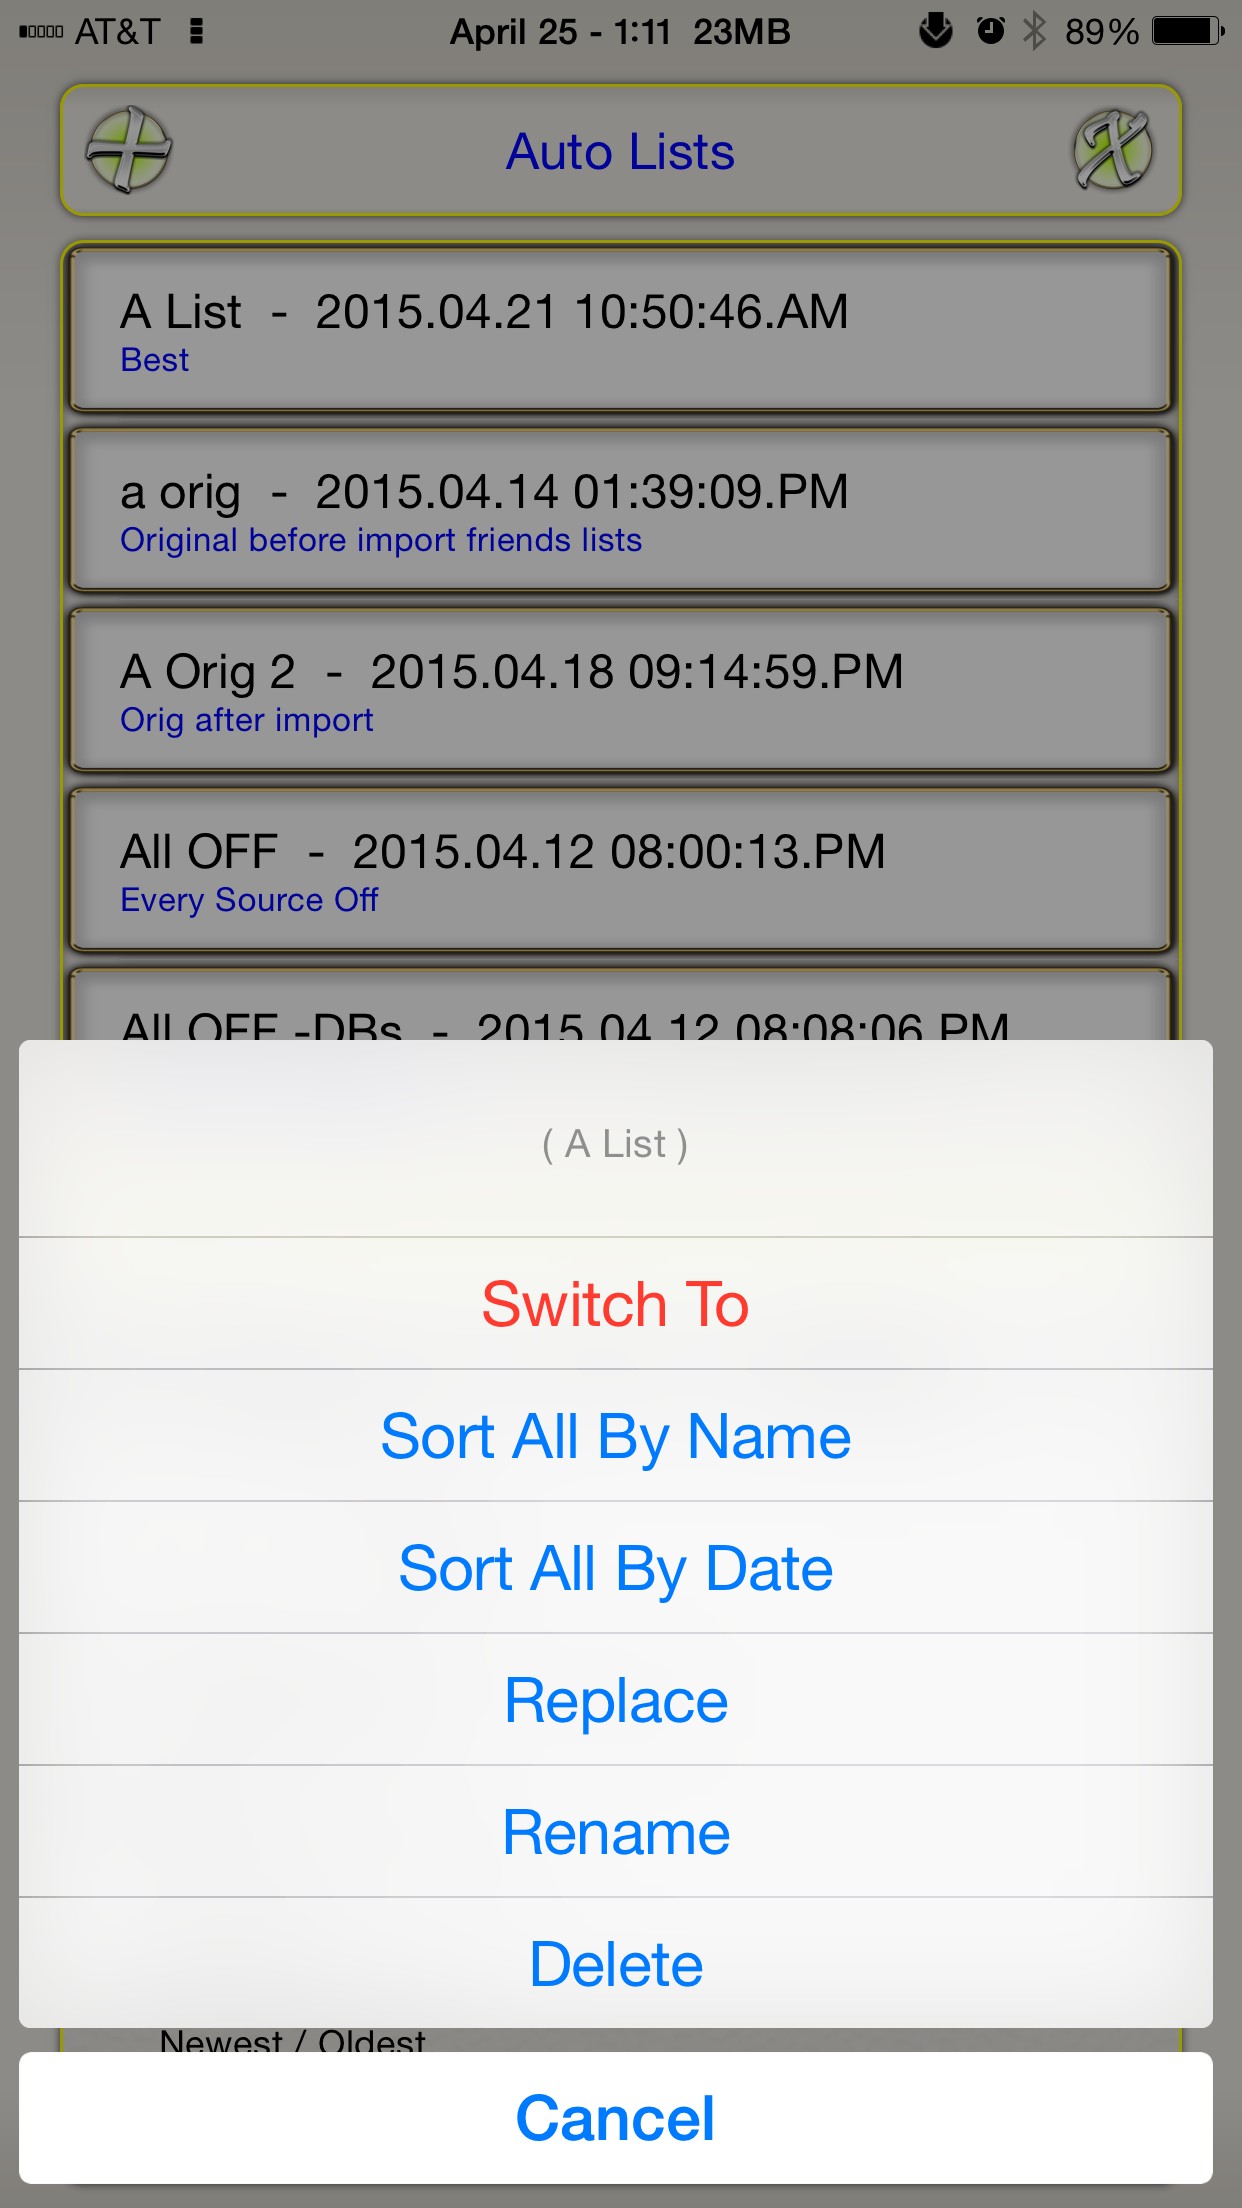 AT&T April 25 - 1:11 23MB 89%
Auto Lists
A List - 2015.04.21 10:50:46.AM
Best
a orig - 2015.04.14 01:39:09.PM
Original before import friends lists
A Orig 2 - 2015.04.18 09:14:59.PM
Orig after import
All OFF - 2015.04.12 08:00:13.PM
Every Source Off
All OFF -DBs - 2015.04.12 08:08:06.PM
( A List )
Switch To
Sort All By Name
Sort All By Date
Replace
Rename
Delete
Newest / Oldest
Cancel